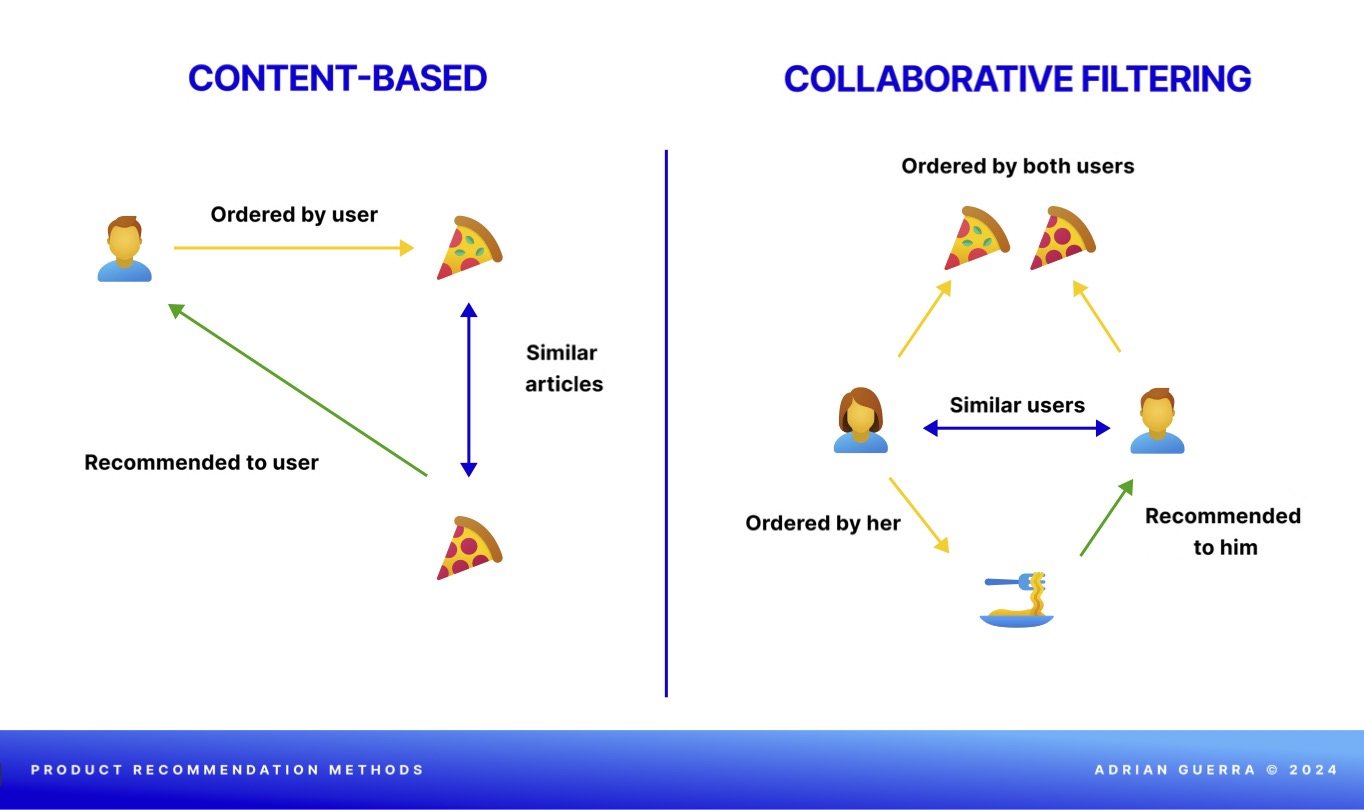 CONTENT-BASED
Ordered by user
Similar
articles
Recommended to user
COLLABORATIVE FILTERING
Ordered by both users
Similar users
Ordered by her
Recommended
to him
PRODUCT RECOMMENDATION METHODS
ADRIAN GUERRA © 2024